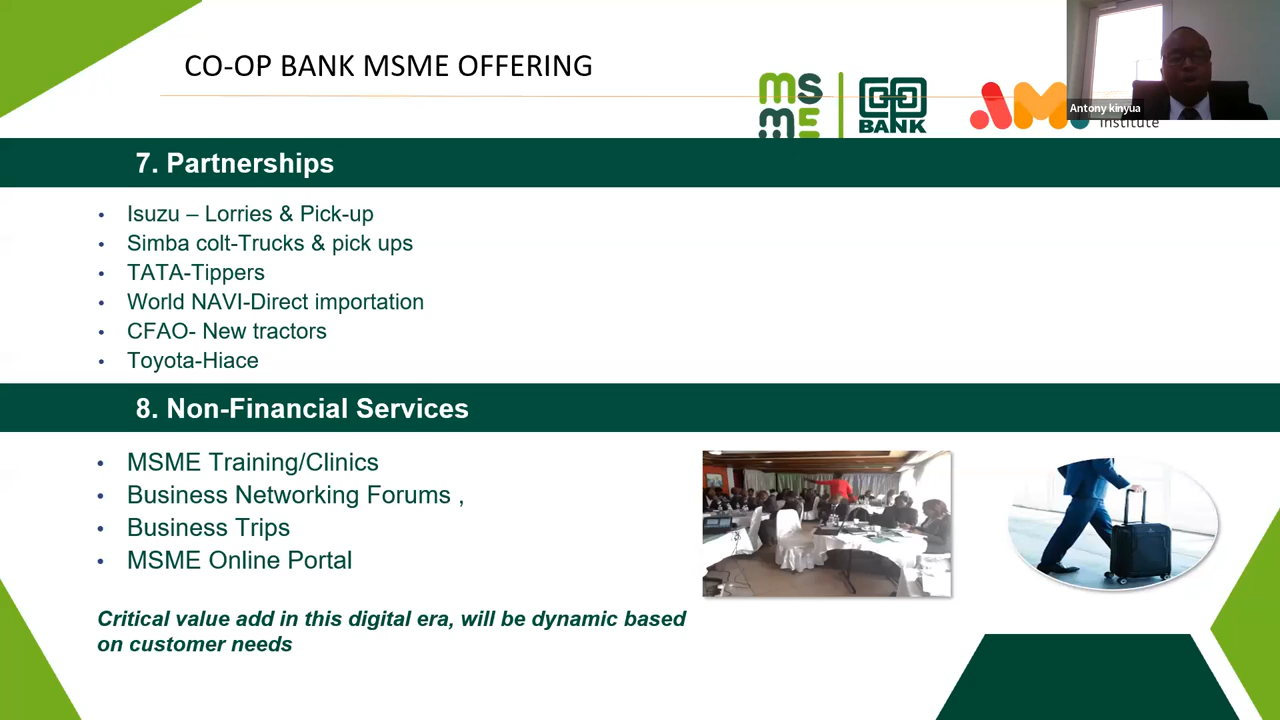 CO-OP BANK MSME OFFERING
mS
mE
BANK
AM
institute
Antony kinyua
7. Partnerships
• Isuzu – Lorries & Pick-up
• Simba colt-Trucks & pick ups
• TATA-Tippers
• World NAVI-Direct importation
• CFAO- New tractors
• Toyota-Hiace
8. Non-Financial Services
• MSME Training/Clinics
• Business Networking Forums ,
• Business Trips
• MSME Online Portal
Critical value add in this digital era, will be dynamic based
on customer needs